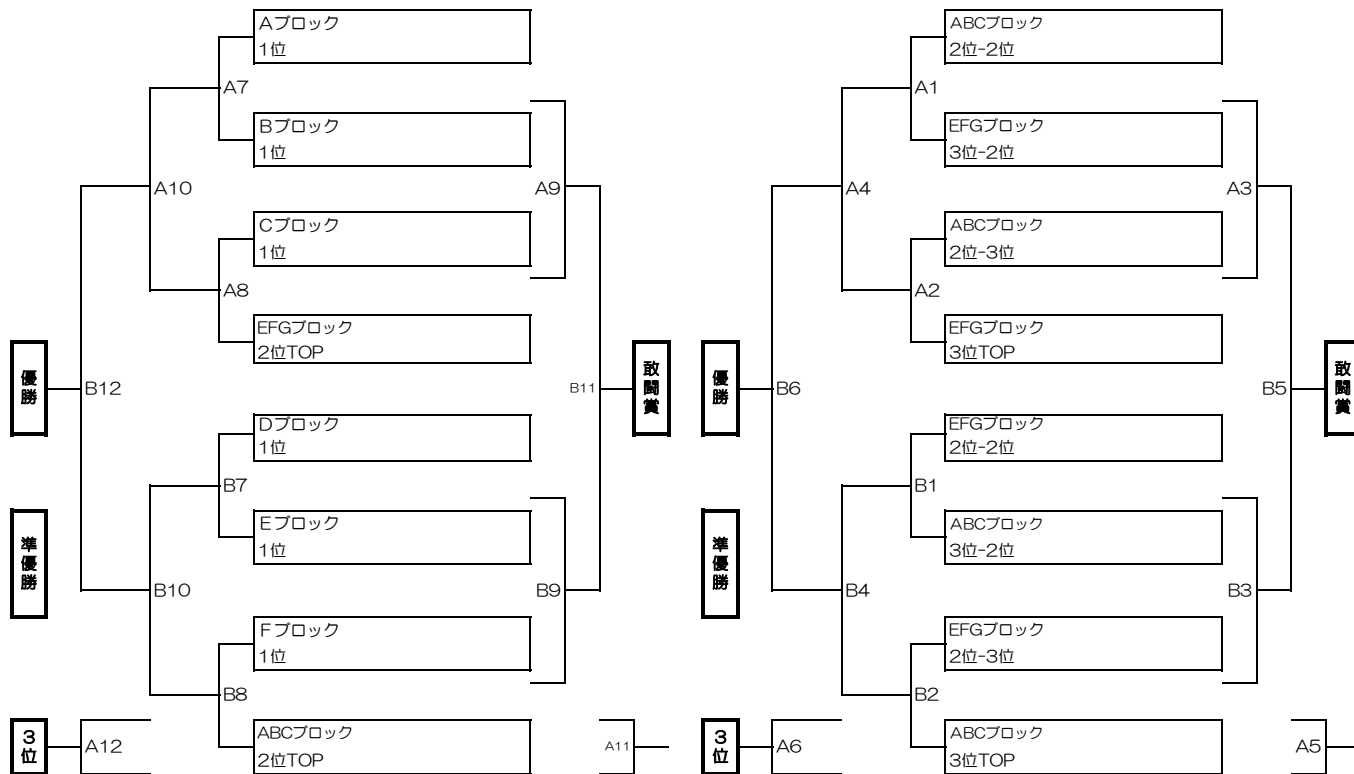 Aブロック
1位
A7
Bブロック
1位
A10
A9
Cブロック
1位
A8
EFGブロック
2位TOP
優勝
B12
B11
敢闘賞
Dブロック
1位
B7
Eブロック
1位
準優勝
B10
B9
Fブロック
1位
B8
3位
A12
ABCブロック
2位TOP
A11
ABCブロック
2位-2位
A1
EFGブロック
3位-2位
A4
A3
ABCブロック
2位-3位
A2
EFGブロック
3位TOP
優勝
B6
B5
敢闘賞
EFGブロック
2位-2位
B1
ABCブロック
3位-2位
準優勝
B4
B3
EFGブロック
2位-3位
B2
3位
A6
ABCブロック
3位TOP
A5